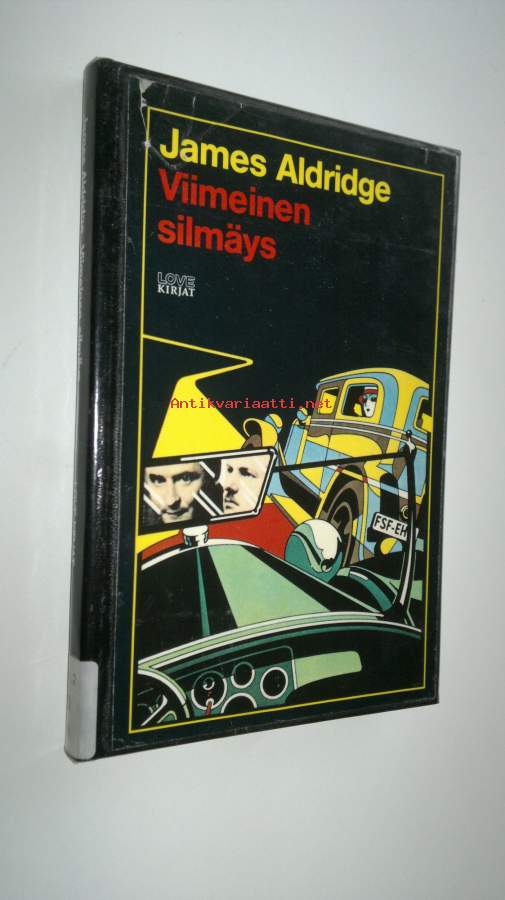 James Aldridge
Viimeinen
silmäys
LOVE
KIRJAT
Antikvariaatti.net
FSF-EH